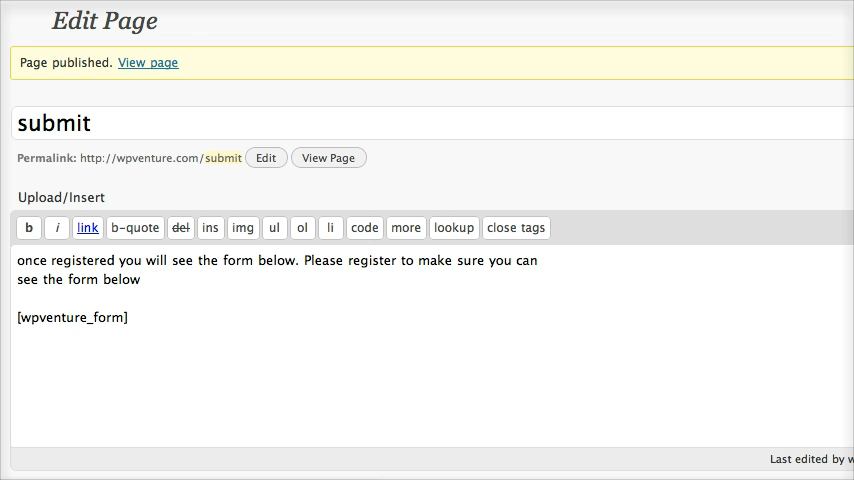 Edit Page
Page published. View page
submit
Permalink: http://wpventure.com/submit Edit View Page
Upload/Insert
b i link b-quote del ins img ul ol li code more lookup close tags
once registered you will see the form below. Please register to make sure you can
see the form below
[wpventure_form]
Last edited by